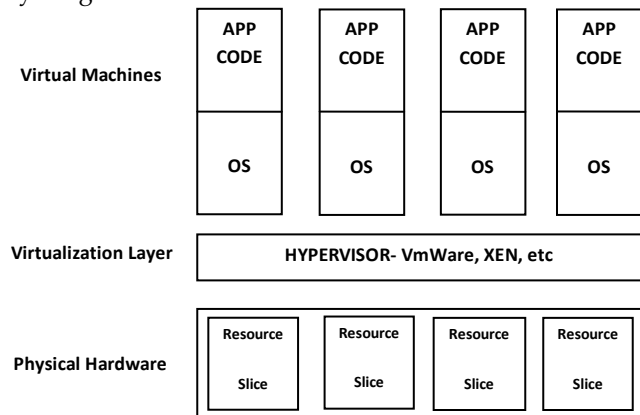 APP APP APP APP
CODE CODE CODE CODE
Virtual Machines
OS OS OS OS
Virtualization Layer HYPERVISOR- VmWare, XEN, etc
Resource Resource Resource Resource
Physical Hardware
Slice Slice Slice Slice